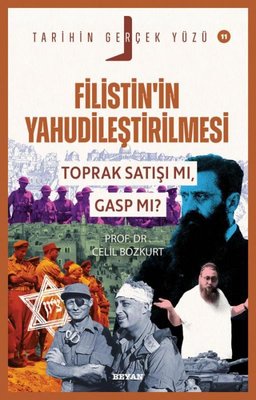 TARİHİN GERÇEK YÜZÜ 11
FİLİSTİN'İN
YAHUDİLEŞTİRİLMESİ
TOPRAK SATIŞI MI,
GASP MI?
PROF. DR
CELİL BOZKURT
BEYAN